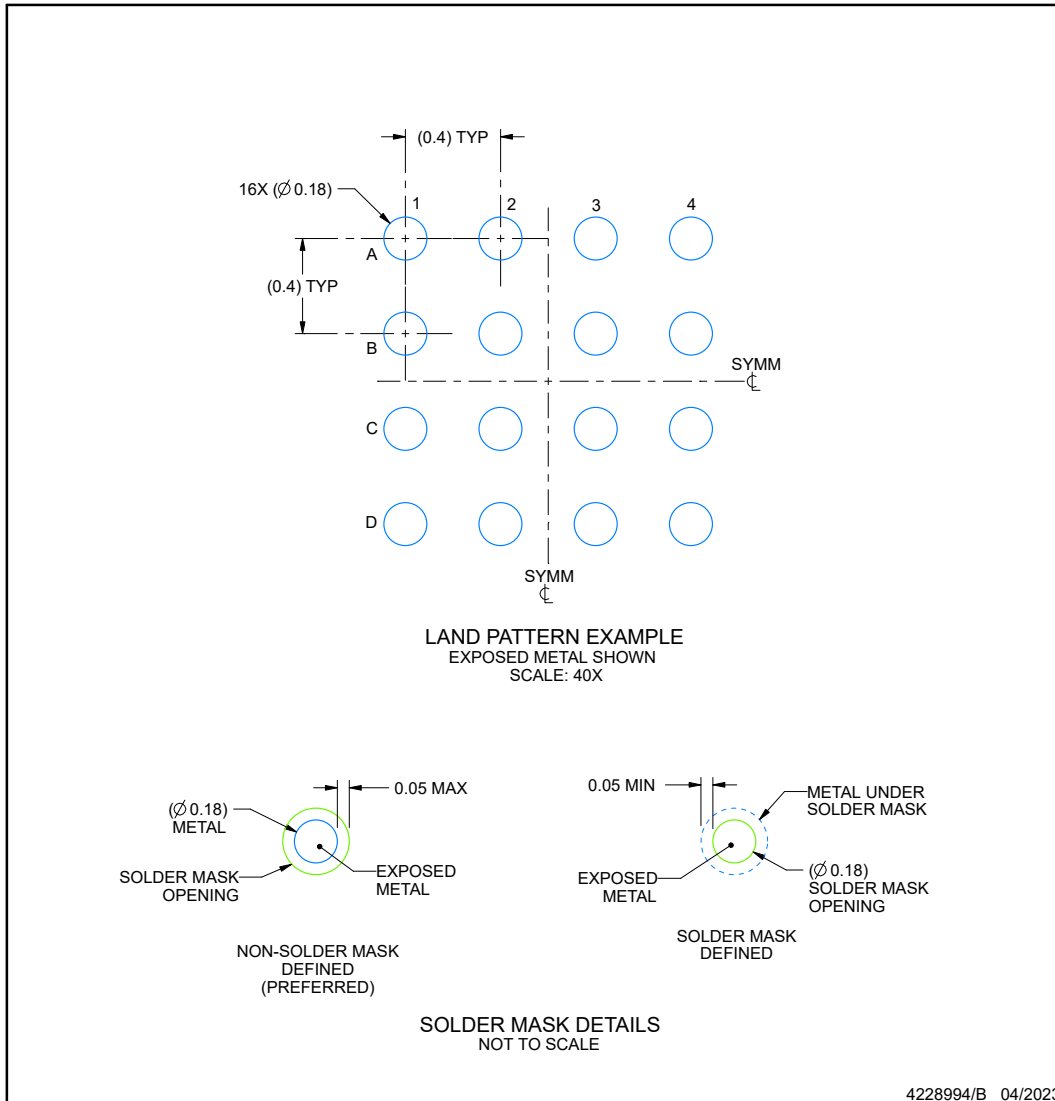 (0.4) TYP
16X (∅ 0.18)
1
2
3
4
A
(0.4) TYP
B
SYMM
℄
C
D
SYMM
℄
LAND PATTERN EXAMPLE
EXPOSED METAL SHOWN
SCALE: 40X
0.05 MAX
(∅ 0.18)
METAL
SOLDER MASK
OPENING
EXPOSED
METAL
NON-SOLDER MASK
DEFINED
(PREFERRED)
0.05 MIN
METAL UNDER
SOLDER MASK
EXPOSED
METAL
(∅ 0.18)
SOLDER MASK
OPENING
SOLDER MASK
DEFINED
SOLDER MASK DETAILS
NOT TO SCALE
4228994/B 04/2023